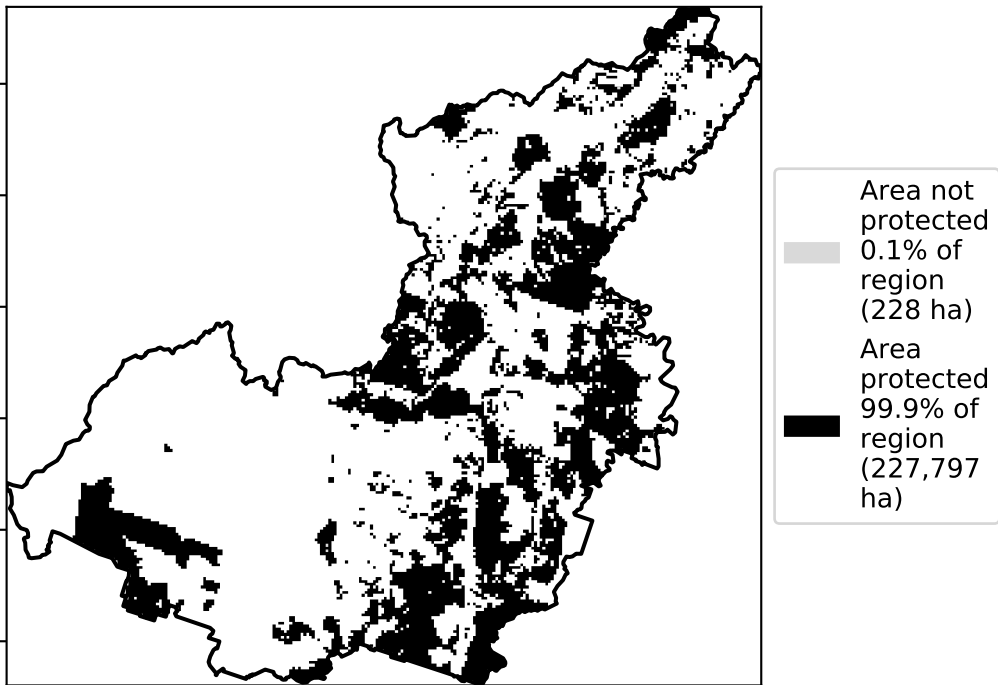 Area not
protected
0.1% of
region
(228 ha)
Area
protected
99.9% of
region
(227,797
ha)